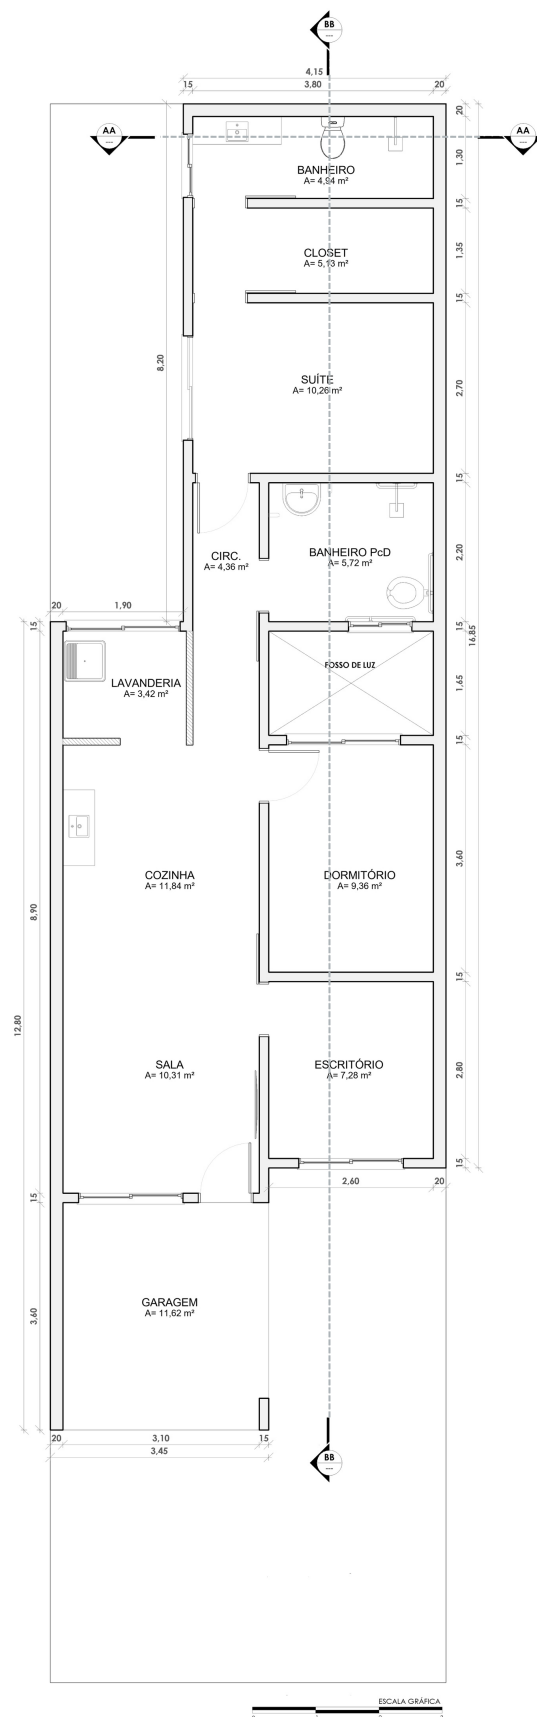 BB
4,15
15
3,80
20
AA
AA
20
BANHEIRO
A= 4,94 m²
1,30
15
CLOSET
A= 5,13 m²
1,35
15
8,20
SUÍTE
A= 10,26 m²
2,70
15
BANHEIRO PcD
A= 5,72 m²
CIRC.
A= 4,36 m²
2,20
20
1,90
15
15
16,85
FOSSO DE LUZ
LAVANDERIA
A= 3,42 m²
1,65
15
COZINHA
A= 11,84 m²
DORMITÓRIO
A= 9,36 m²
3,60
8,90
15
12,80
SALA
A= 10,31 m²
ESCRITÓRIO
A= 7,28 m²
2,80
15
2,60
20
15
GARAGEM
A= 11,62 m²
3,60
20
3,10
15
3,45
BB
ESCALA GRÁFICA
0
1
2
3